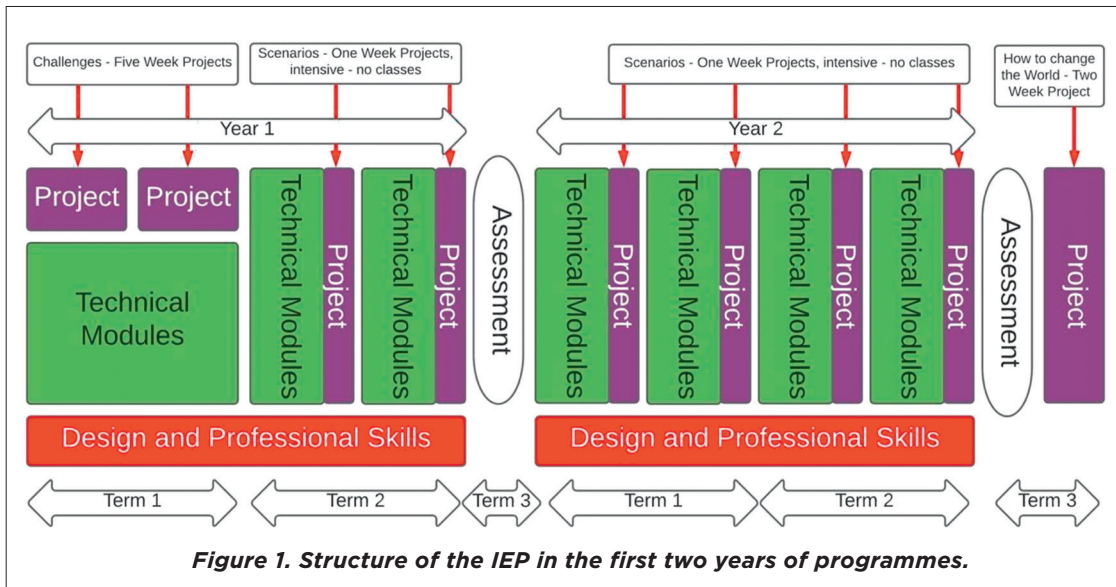 Challenges - Five Week Projects
Scenarios - One Week Projects,
intensive - no classes
Scenarios - One Week Projects, intensive - no classes
How to change
the World - Two
Week Project
Year 1
Year 2
Project
Project
Technical
Modules
Technical Modules
Project
Technical Modules
Project
Assessment
Technical Modules
Project
Technical Modules
Project
Technical Modules
Project
Technical Modules
Project
Assessment
Project
Design and Professional Skills
Design and Professional Skills
Term 1
Term 2
Term 3
Term 1
Term 2
Term 3
Figure 1. Structure of the IEP in the first two years of programmes.